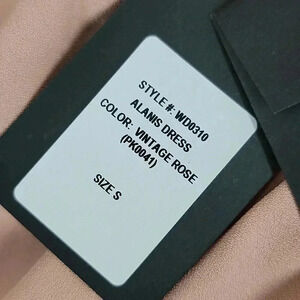 STYLE #: WD0310
ALANIS DRESS
COLOR: VINTAGE ROSE
(PK0041)
SIZE S